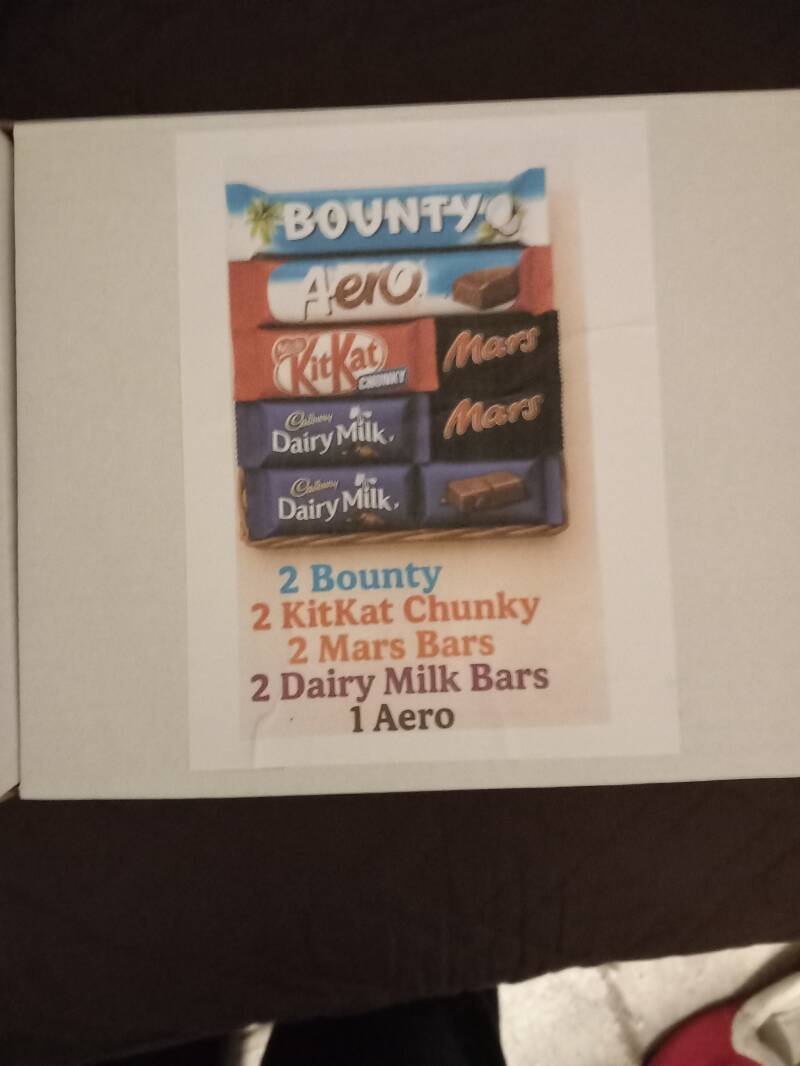 BOUNTY
Aero
KitKat
CHUNKY
Mars
Cadbury
Dairy Milk
Mars
Cadbury
Dairy Milk
2 Bounty
2 KitKat Chunky
2 Mars Bars
2 Dairy Milk Bars
1 Aero